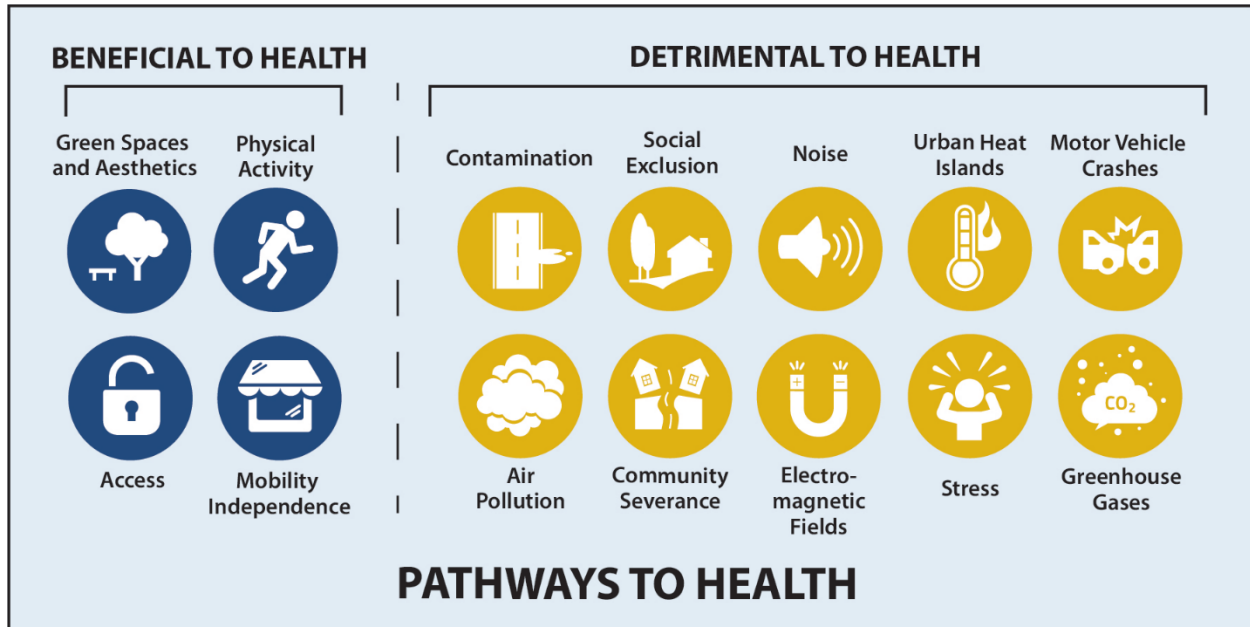 BENEFICIAL TO HEALTH
DETRIMENTAL TO HEALTH
Green Spaces
and Aesthetics
Physical
Activity
Contamination
Social
Exclusion
Noise
Urban Heat
Islands
Motor Vehicle
Crashes
+
-
CO₂
Access
Mobility
Independence
Air
Pollution
Community
Severance
Electro-
magnetic
Fields
Stress
Greenhouse
Gases
PATHWAYS TO HEALTH